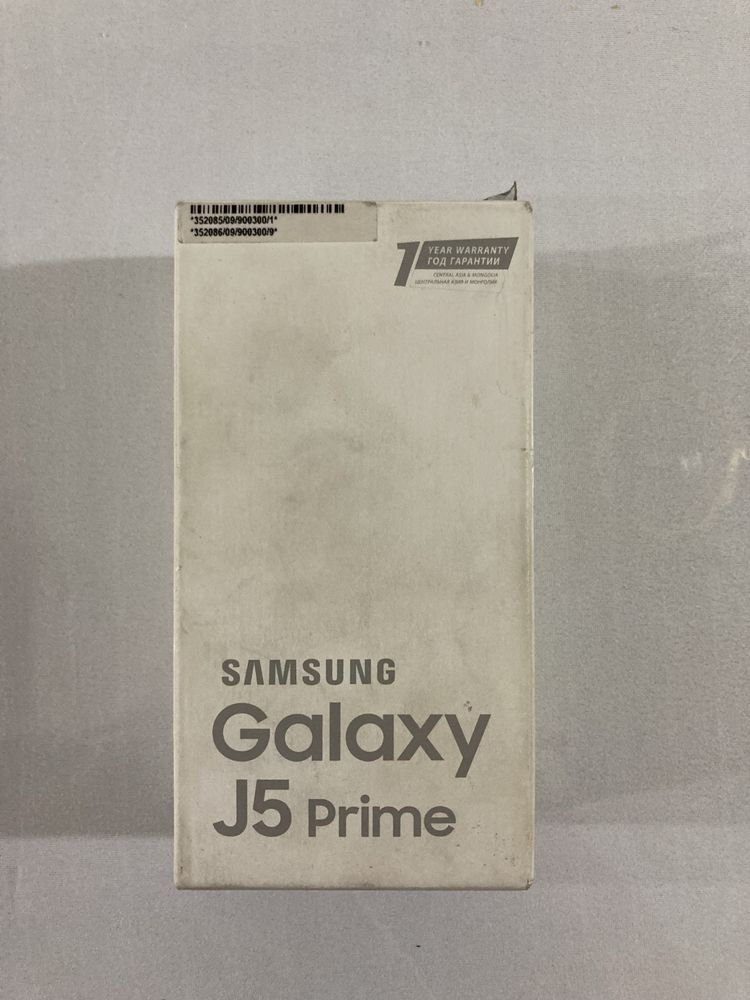 *352085/09/900300/1*
*352086/09/900300/9*
1 YEAR WARRANTY
ГОД ГАРАНТИИ
CENTRAL ASIA & MONGOLIA
ЦЕНТРАЛЬНАЯ АЗИЯ И МОНГОЛИЯ
SAMSUNG
Galaxy
J5 Prime